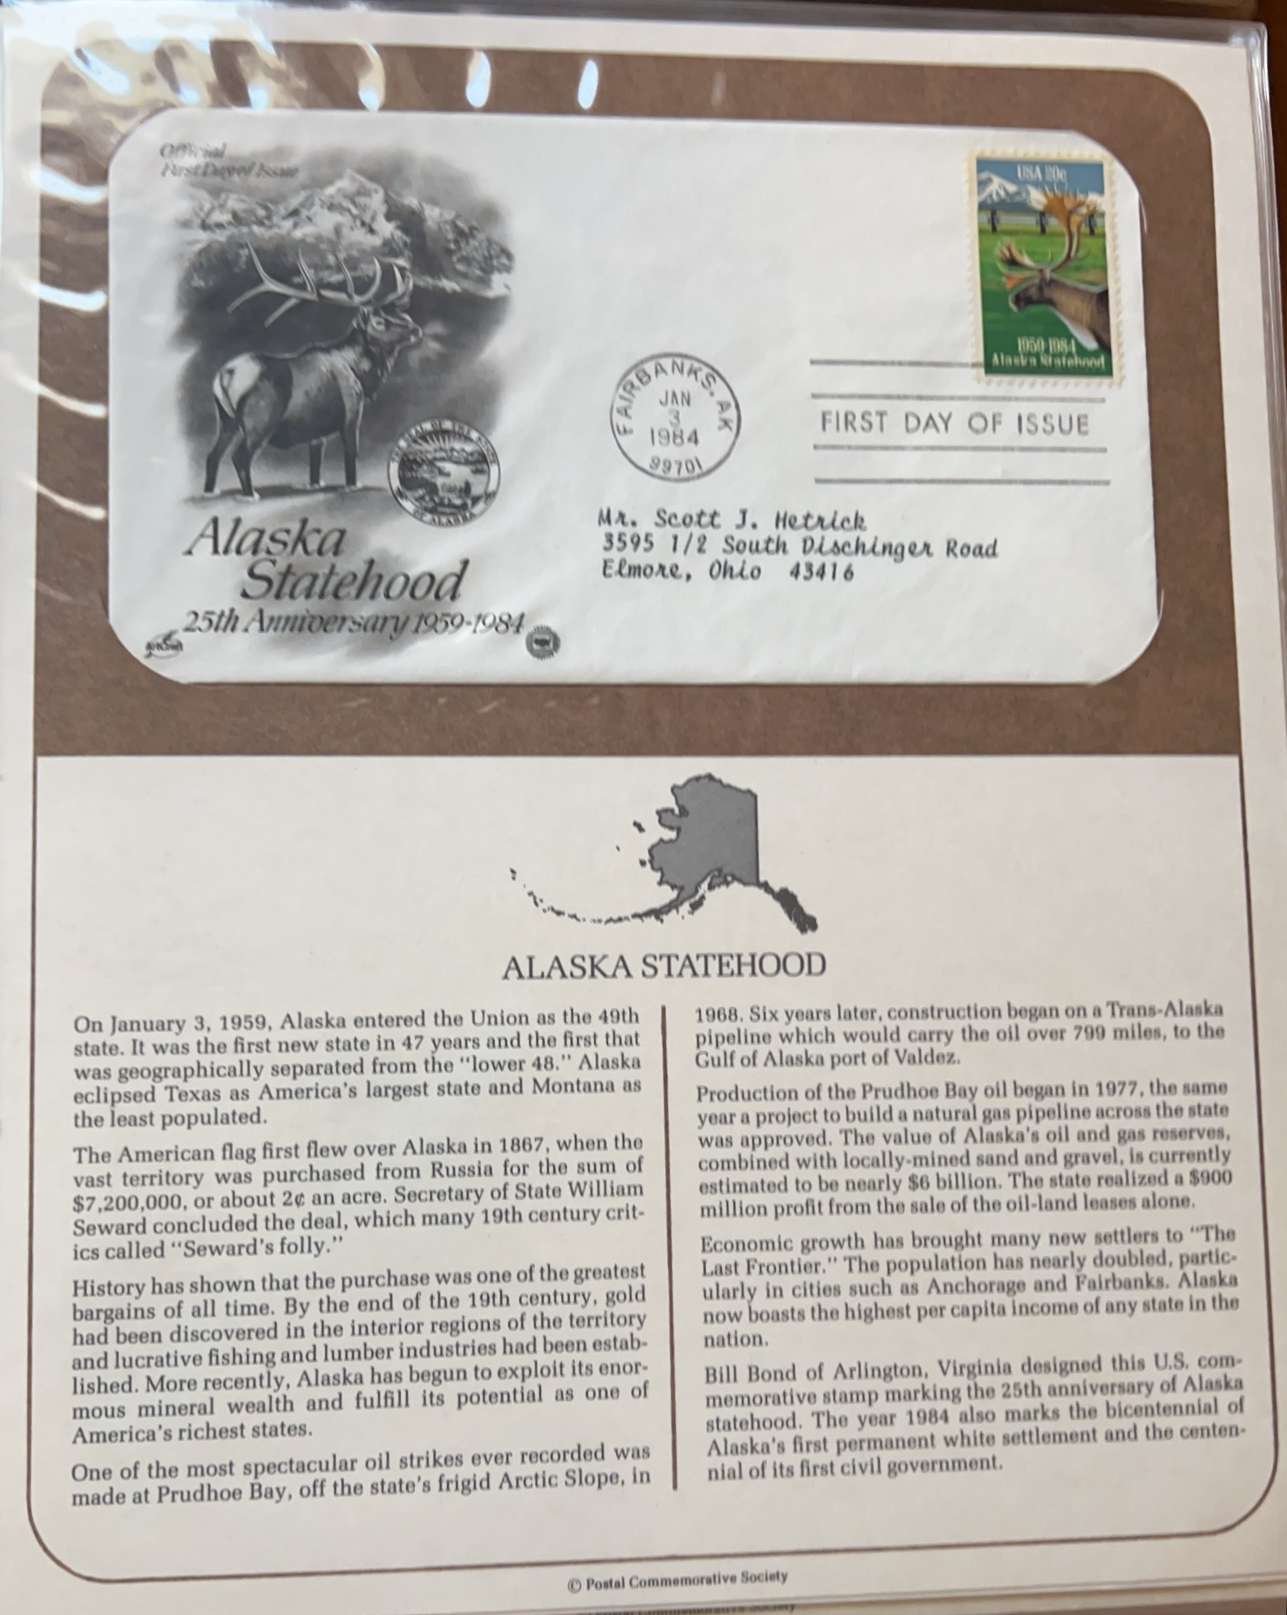 Official
First Day of Issue
USA 20c
1959-1984
Alaska Statehood
FAIRBANKS, AK
JAN
3
1984
99701
FIRST DAY OF ISSUE
Mr. Scott J. Hetrick
3595 1/2 South Dischinger Road
Elmore, Ohio 43416
Alaska
Statehood
25th Anniversary 1959-1984
ALASKA STATEHOOD
On January 3, 1959, Alaska entered the Union as the 49th
state. It was the first new state in 47 years and the first that
was geographically separated from the “lower 48.” Alaska
eclipsed Texas as America’s largest state and Montana as
the least populated.
The American flag first flew over Alaska in 1867, when the
vast territory was purchased from Russia for the sum of
$7,200,000, or about 2¢ an acre. Secretary of State William
Seward concluded the deal, which many 19th century crit-
ics called “Seward’s folly.”
History has shown that the purchase was one of the greatest
bargains of all time. By the end of the 19th century, gold
had been discovered in the interior regions of the territory
and lucrative fishing and lumber industries had been estab-
lished. More recently, Alaska has begun to exploit its enor-
mous mineral wealth and fulfill its potential as one of
America’s richest states.
One of the most spectacular oil strikes ever recorded was
made at Prudhoe Bay, off the state’s frigid Arctic Slope, in
1968. Six years later, construction began on a Trans-Alaska
pipeline which would carry the oil over 799 miles, to the
Gulf of Alaska port of Valdez.
Production of the Prudhoe Bay oil began in 1977, the same
year a project to build a natural gas pipeline across the state
was approved. The value of Alaska’s oil and gas reserves,
combined with locally-mined sand and gravel, is currently
estimated to be nearly $6 billion. The state realized a $900
million profit from the sale of the oil-land leases alone.
Economic growth has brought many new settlers to “The
Last Frontier.” The population has nearly doubled, partic-
ularly in cities such as Anchorage and Fairbanks. Alaska
now boasts the highest per capita income of any state in the
nation.
Bill Bond of Arlington, Virginia designed this U.S. com-
memorative stamp marking the 25th anniversary of Alaska
statehood. The year 1984 also marks the bicentennial of
Alaska’s first permanent white settlement and the centen-
nial of its first civil government.
© Postal Commemorative Society